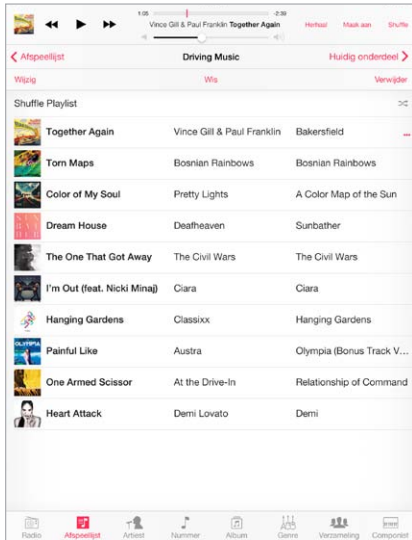 1:05 -2:39
Vince Gill & Paul Franklin Together Again Herhaal Maak aan Shuffle
Afspeellijst Driving Music Huidig onderdeel
Wijzig Wis Verwijder
Shuffle Playlist
Together Again Vince Gill & Paul Franklin Bakersfield
Torn Maps Bosnian Rainbows Bosnian Rainbows
Color of My Soul Pretty Lights A Color Map of the Sun
Dream House Deafheaven Sunbather
The One That Got Away The Civil Wars The Civil Wars
I'm Out (feat. Nicki Minaj) Ciara Ciara
Hanging Gardens Classixx Hanging Gardens
Painful Like Austra Olympia (Bonus Track V...
One Armed Scissor At the Drive-In Relationship of Command
Heart Attack Demi Lovato Demi
Radio Afspeellijst Artiest Nummer Album Genre Verzameling Componist